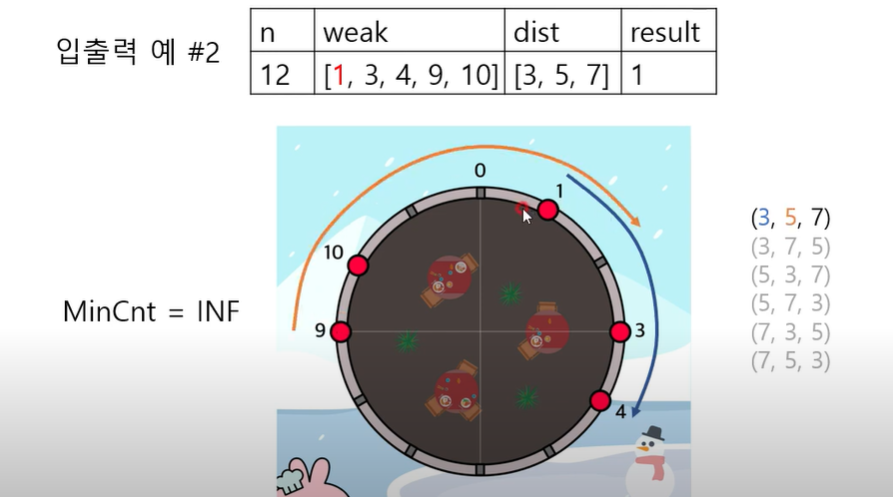 입출력 예 #2
n weak dist result
12 [1, 3, 4, 9, 10] [3, 5, 7] 1
0
1
10
9
3
4
MinCnt = INF
(3, 5, 7)
(3, 7, 5)
(5, 3, 7)
(5, 7, 3)
(7, 3, 5)
(7, 5, 3)